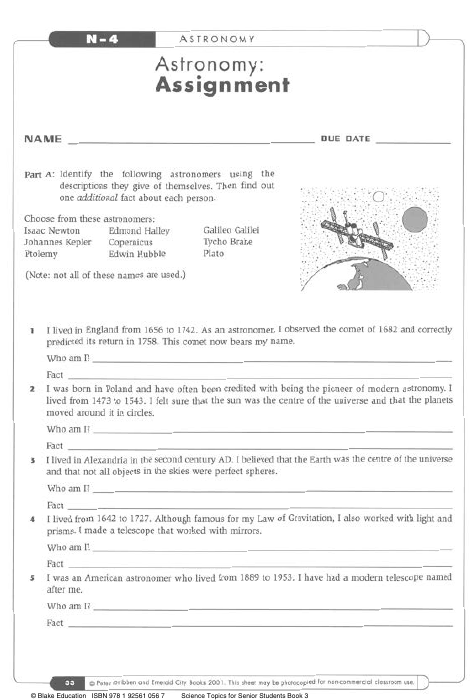 N-4 ASTRONOMY
Astronomy:
Assignment
NAME DUE DATE
Part A: Identify the following astronomers using the
descriptions they give of themselves. Then find out
one additional fact about each person.
Choose from these astronomers:
Isaac Newton Edmond Halley Galileo Galilei
Johannes Kepler Copernicus Tycho Brahe
Ptolemy Edwin Hubble Plato
(Note: not all of these names are used.)
1 I lived in England from 1656 to 1742. As an astronomer, I observed the comet of 1682 and correctly
predicted its return in 1758. This comet now bears my name.
Who am I?
Fact
2 I was born in Poland and have often been credited with being the pioneer of modern astronomy. I
lived from 1473 to 1543. I felt sure that the sun was the centre of the universe and that the planets
moved around it in circles.
Who am I?
Fact
3 I lived in Alexandria in the second century AD. I believed that the Earth was the centre of the universe
and that not all objects in the skies were perfect spheres.
Who am I?
Fact
4 I lived from 1642 to 1727. Although famous for my Law of Gravitation, I also worked with light and
prisms. I made a telescope that worked with mirrors.
Who am I?
Fact
5 I was an American astronomer who lived from 1889 to 1953. I have had a modern telescope named
after me.
Who am I?
Fact
© Peter Gribben and Emerald City Books 2001. This sheet may be photocopied for non-commercial classroom use.
© Blake Education ISBN 978 1 92561 056 7 Science Topics for Senior Students Book 3